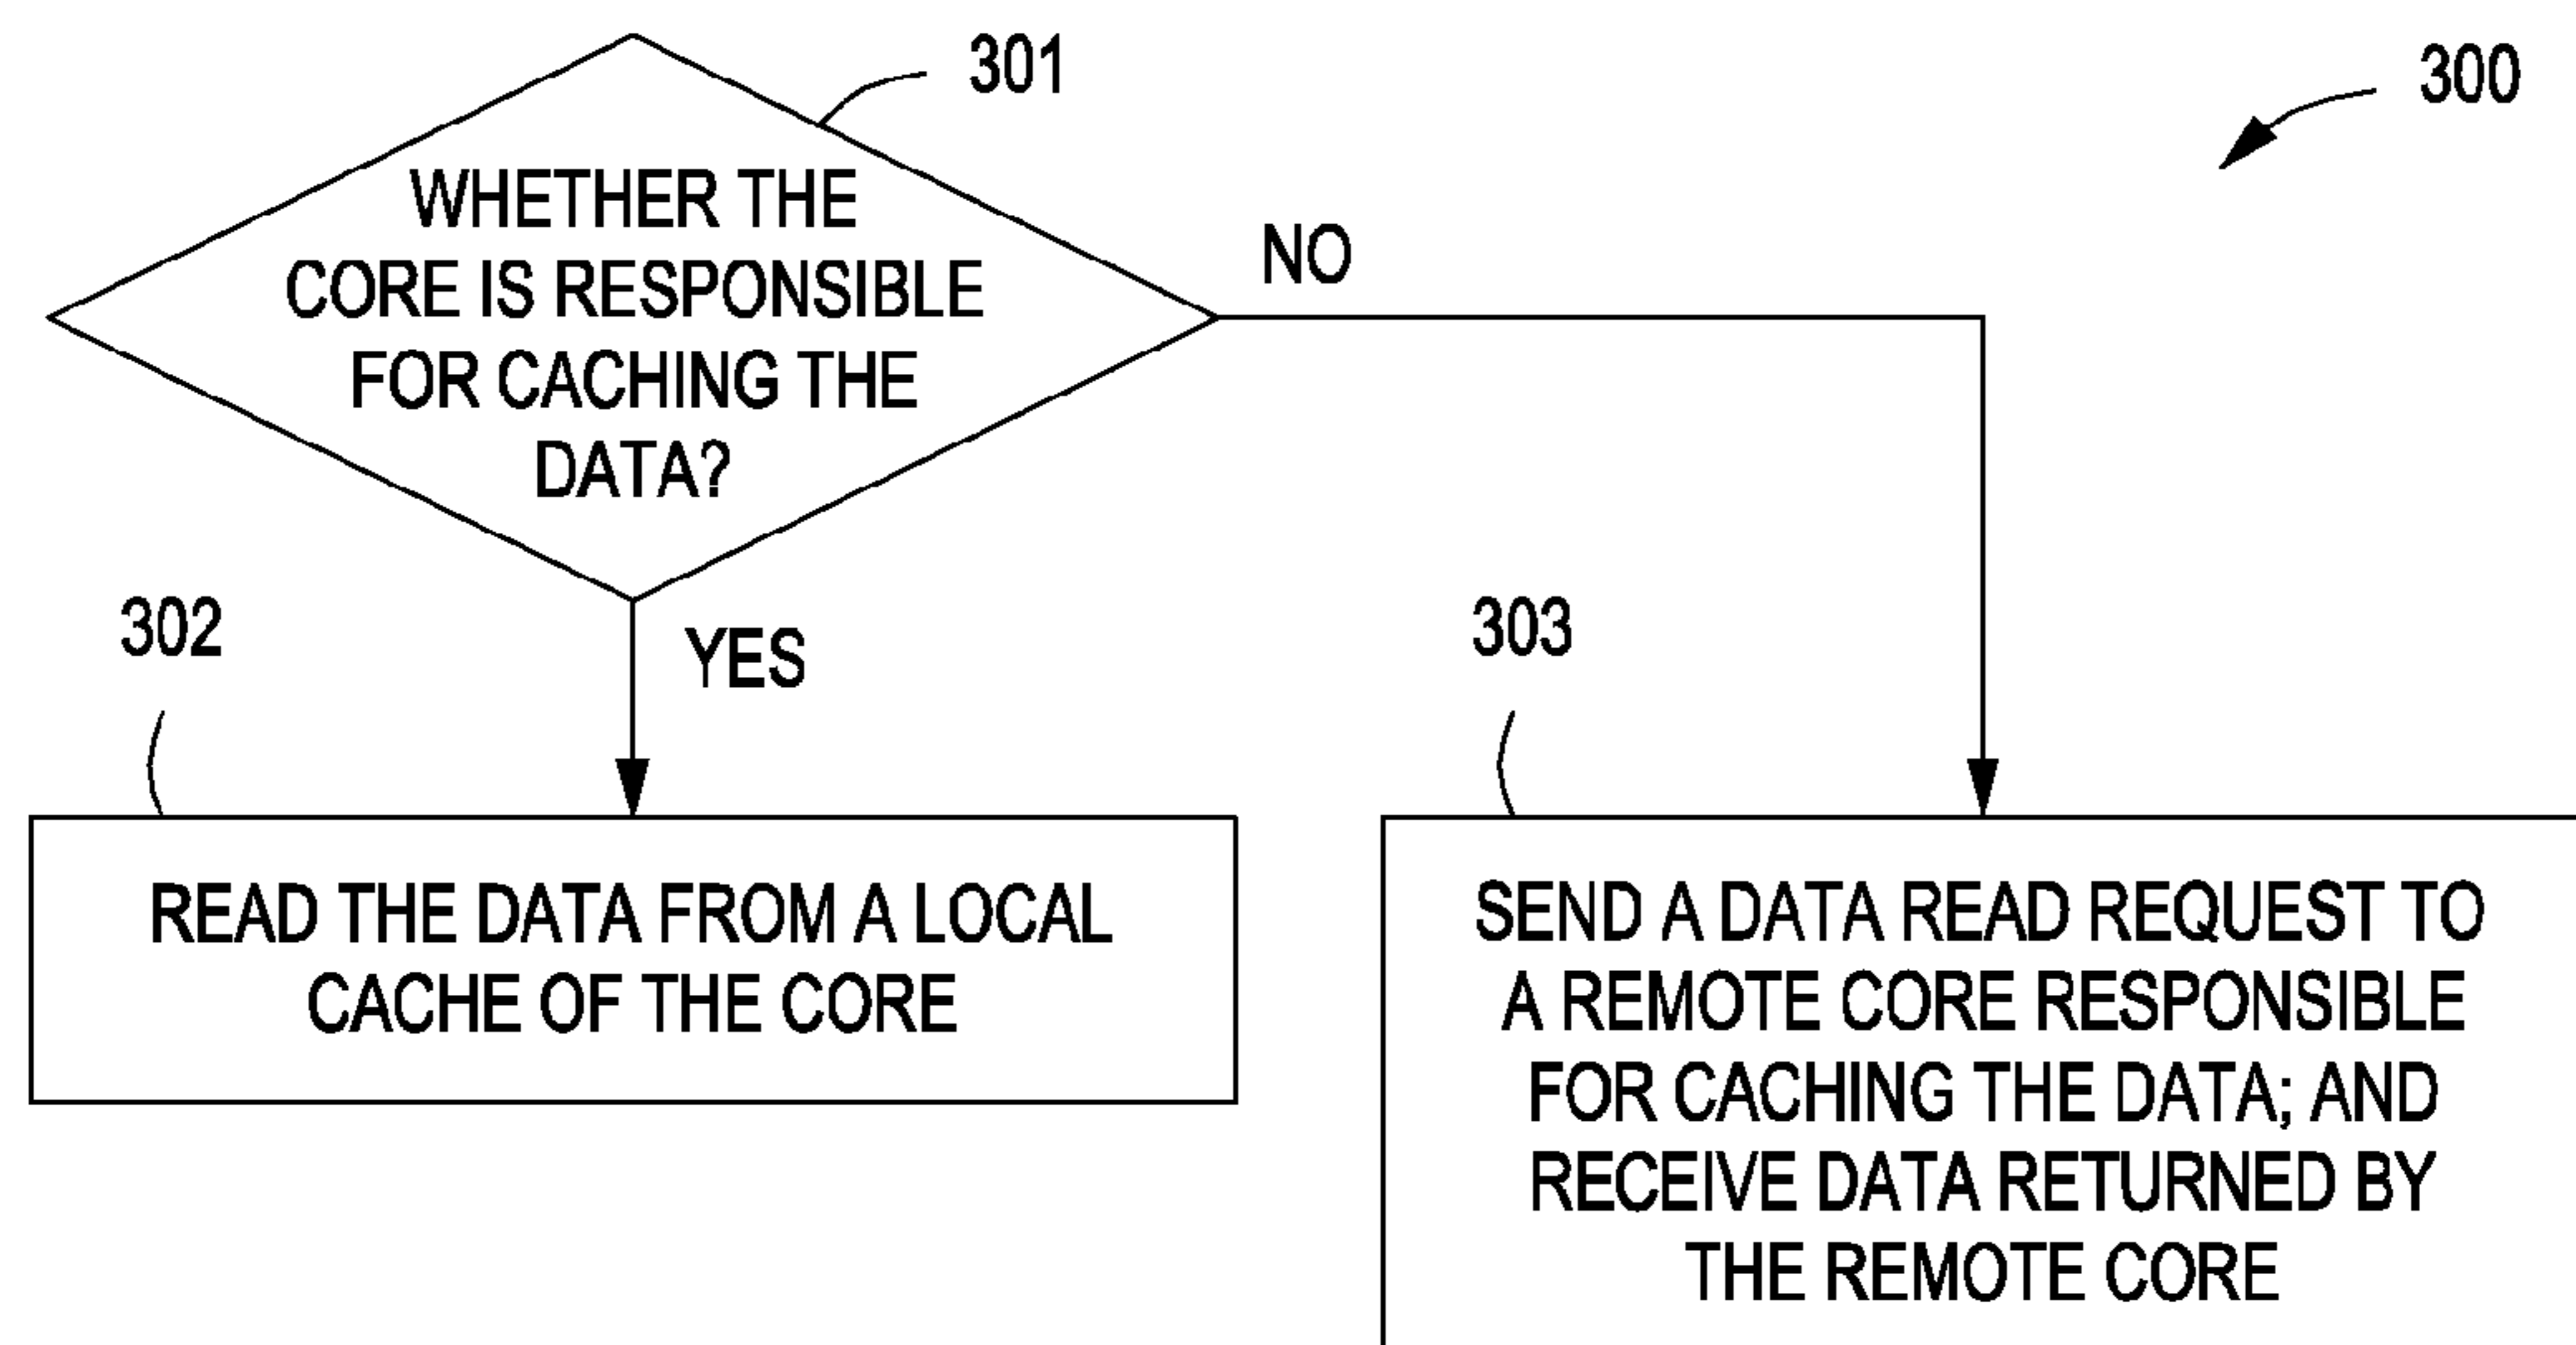 301
300
WHETHER THE
CORE IS RESPONSIBLE
FOR CACHING THE
DATA?
NO
302
YES
303
READ THE DATA FROM A LOCAL
CACHE OF THE CORE
SEND A DATA READ REQUEST TO
A REMOTE CORE RESPONSIBLE
FOR CACHING THE DATA; AND
RECEIVE DATA RETURNED BY
THE REMOTE CORE